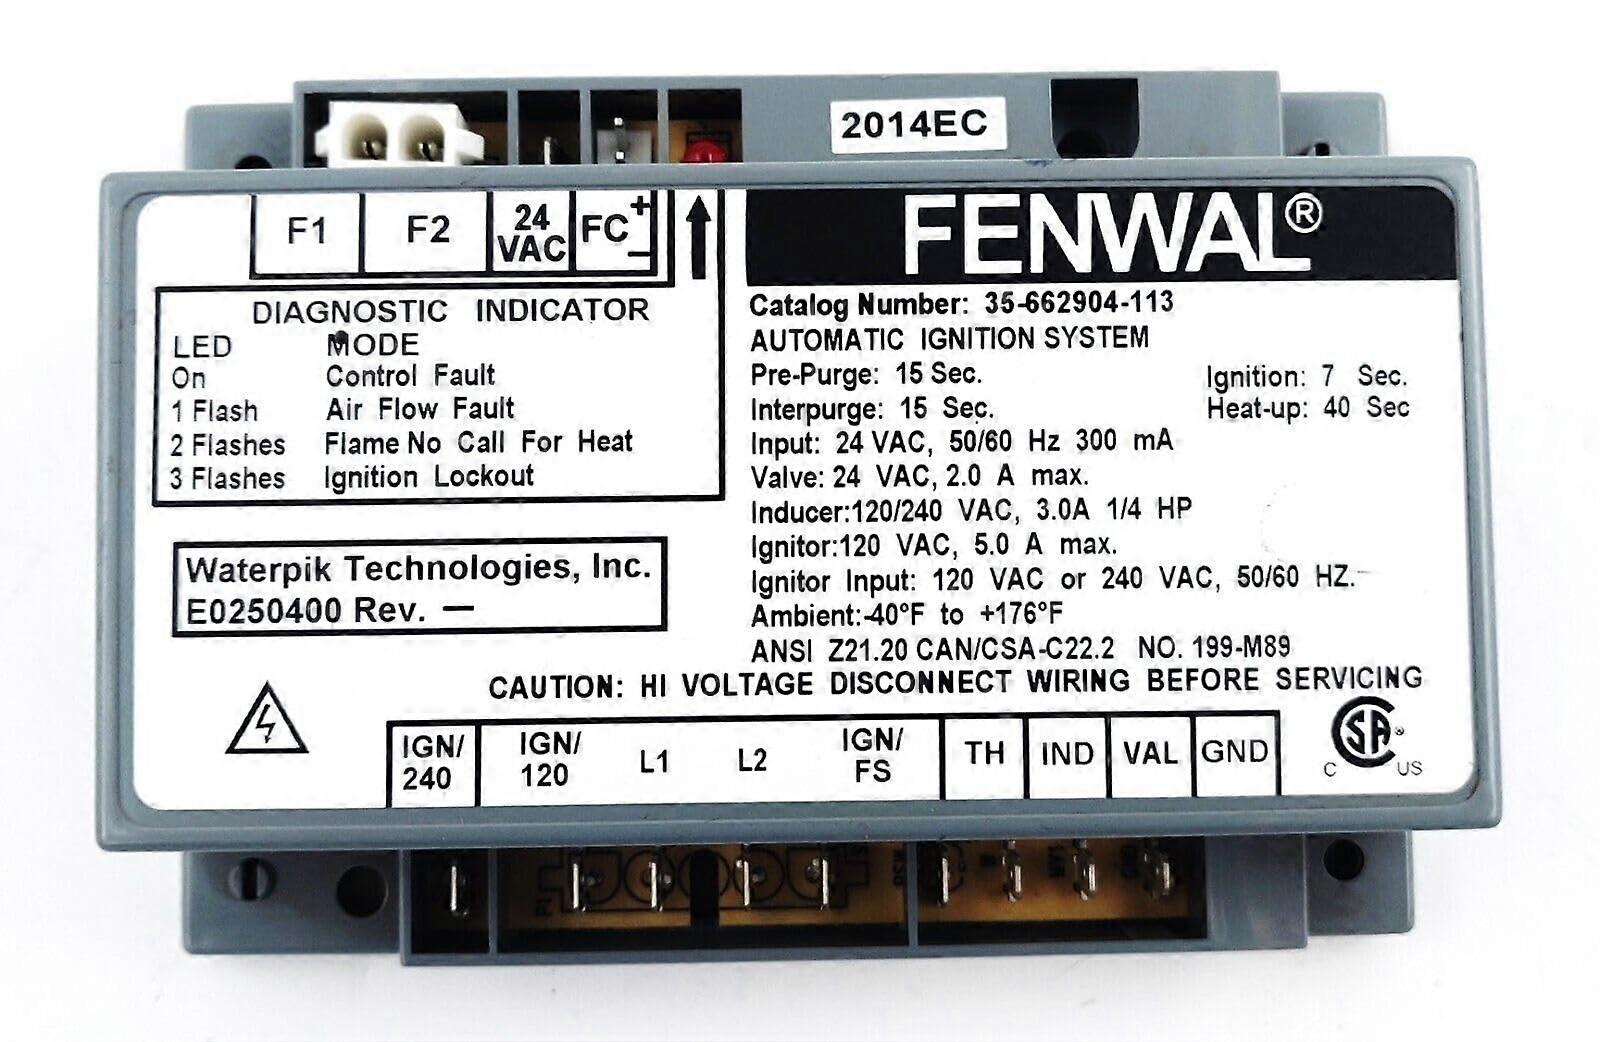 2014EC
F1 F2 24 VAC FC + −
FENWAL®
DIAGNOSTIC INDICATOR
LED MODE
On Control Fault
1 Flash Air Flow Fault
2 Flashes Flame No Call For Heat
3 Flashes Ignition Lockout
Waterpik Technologies, Inc.
E0250400 Rev. —
Catalog Number: 35-662904-113
AUTOMATIC IGNITION SYSTEM
Pre-Purge: 15 Sec. Ignition: 7 Sec.
Interpurge: 15 Sec. Heat-up: 40 Sec
Input: 24 VAC, 50/60 Hz 300 mA
Valve: 24 VAC, 2.0 A max.
Inducer:120/240 VAC, 3.0A 1/4 HP
Ignitor:120 VAC, 5.0 A max.
Ignitor Input: 120 VAC or 240 VAC, 50/60 HZ.
Ambient:-40°F to +176°F
ANSI Z21.20 CAN/CSA-C22.2 NO. 199-M89
CAUTION: HI VOLTAGE DISCONNECT WIRING BEFORE SERVICING
IGN/ 240 IGN/ 120 L1 L2 IGN/ FS TH IND VAL GND
C SA ® US